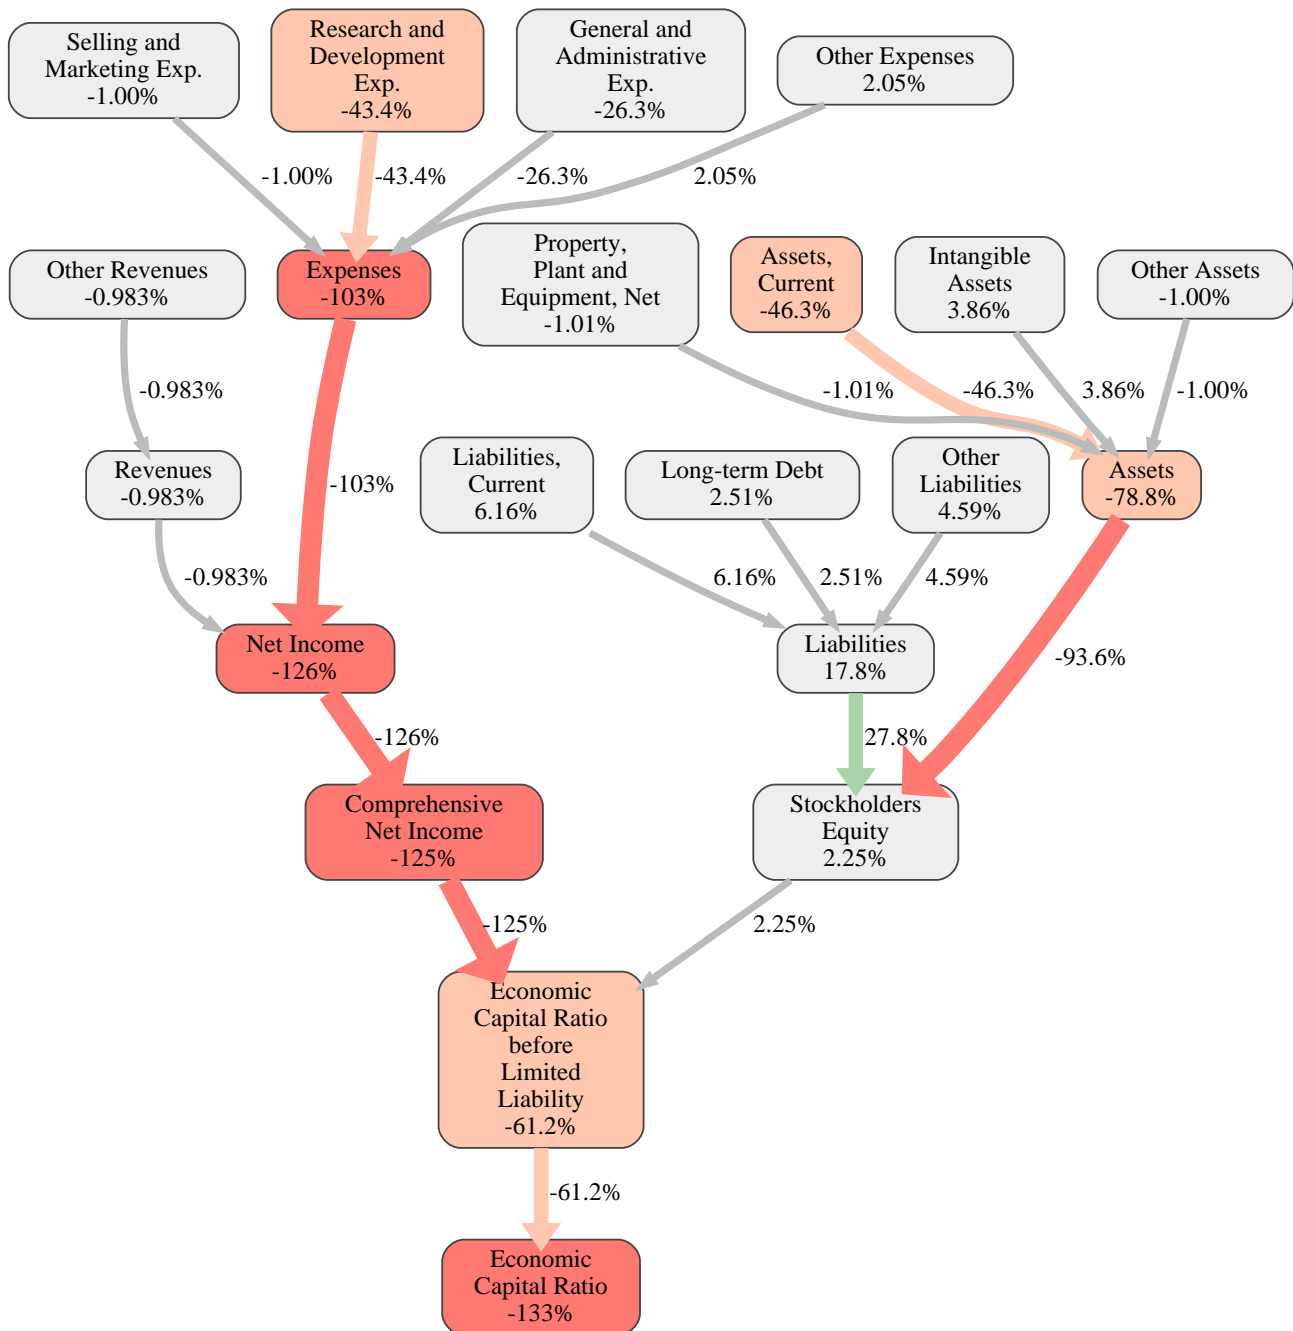 Selling and
Marketing Exp.
-1.00%
Research and
Development
Exp.
-43.4%
General and
Administrative
Exp.
-26.3%
Other Expenses
2.05%
-1.00%
-43.4%
-26.3%
2.05%
Other Revenues
-0.983%
Expenses
-103%
Property,
Plant and
Equipment, Net
-1.01%
Assets,
Current
-46.3%
Intangible
Assets
3.86%
Other Assets
-1.00%
-0.983%
-1.01%
-46.3%
3.86%
-1.00%
Revenues
-0.983%
-103%
Liabilities,
Current
6.16%
Long-term Debt
2.51%
Other
Liabilities
4.59%
Assets
-78.8%
-0.983%
6.16%
2.51%
4.59%
Net Income
-126%
Liabilities
17.8%
-93.6%
-126%
27.8%
Comprehensive
Net Income
-125%
Stockholders
Equity
2.25%
-125%
2.25%
Economic
Capital Ratio
before
Limited
Liability
-61.2%
-61.2%
Economic
Capital Ratio
-133%